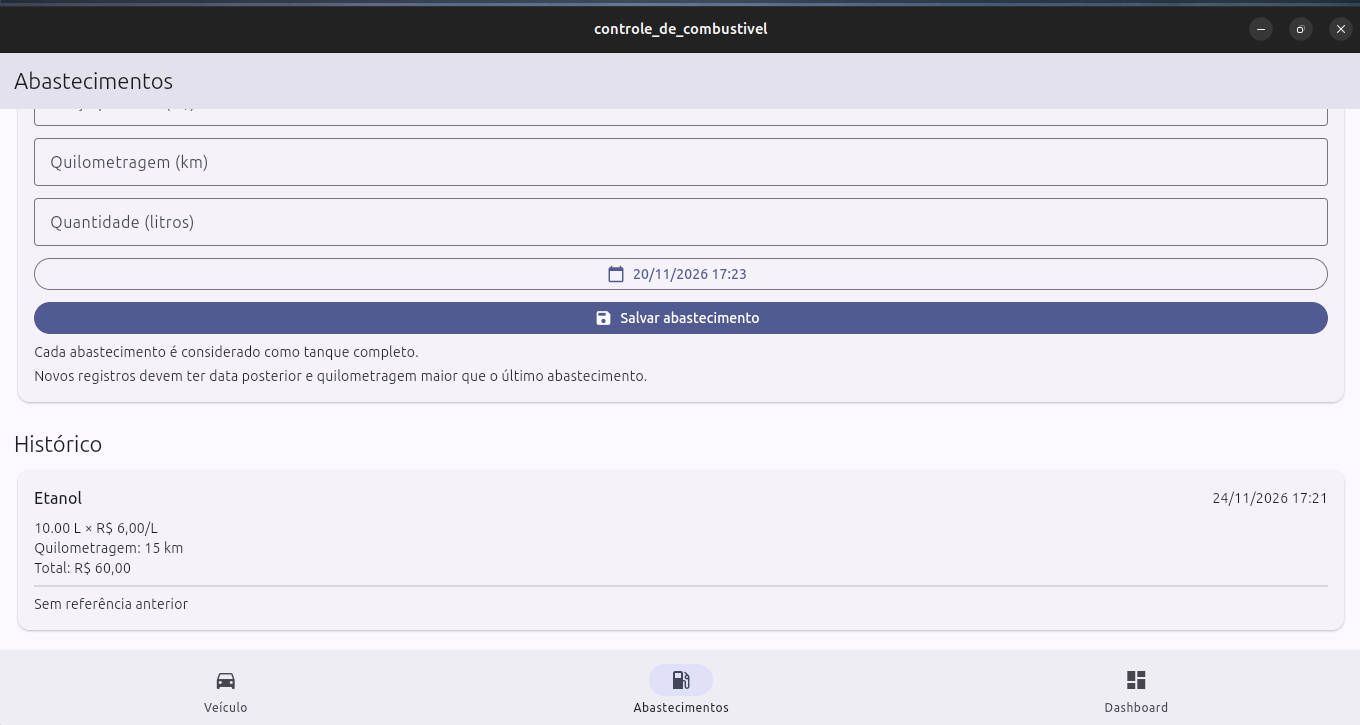 controle_de_combustivel
Abastecimentos
Quilometragem (km)
Quantidade (litros)
20/11/2026 17:23
Salvar abastecimento
Cada abastecimento é considerado como tanque completo.
Novos registros devem ter data posterior e quilometragem maior que o último abastecimento.
Histórico
Etanol
24/11/2026 17:21
10.00 L × R$ 6,00/L
Quilometragem: 15 km
Total: R$ 60,00
Sem referência anterior
Veículo
Abastecimentos
Dashboard